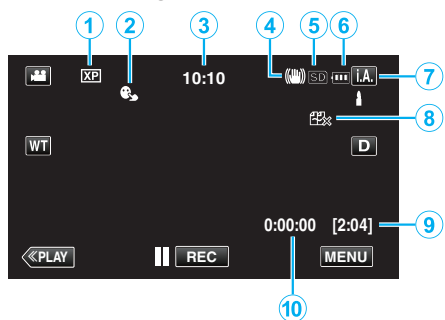 1 2 3 4 5 6
XP 10:10 SD i.A. 7
8
WT D
0:00:00 [2:04] 9
≪PLAY REC MENU
10